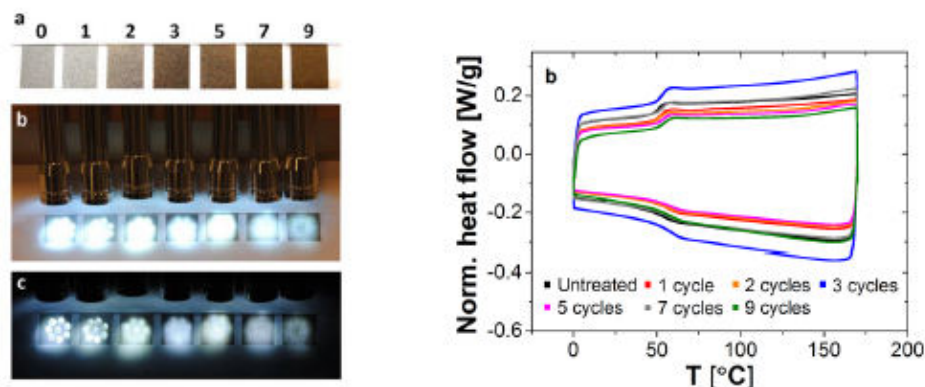 a
0 1 2 3 5 7 9
b
c
b
Norm. heat flow [W/g]
0.2
0.0
-0.2
-0.4
-0.6
Untreated 1 cycle 2 cycles 3 cycles
5 cycles 7 cycles 9 cycles
0 50 100 150 200
T [°C]